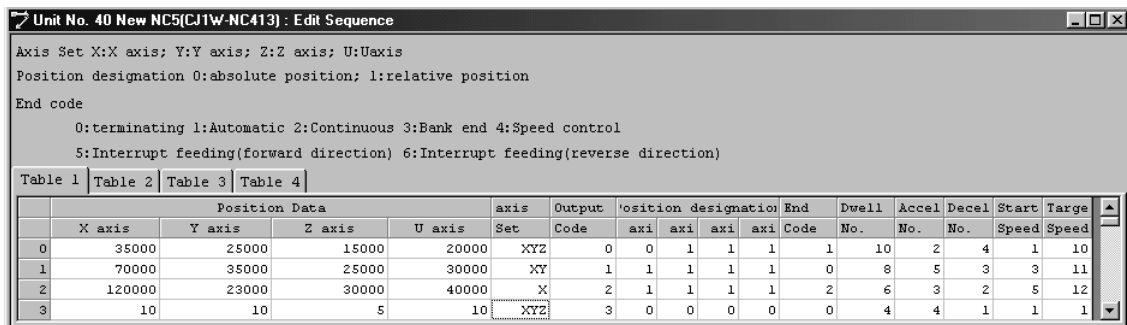 Unit No. 40 New NC5(CJ1W-NC413) : Edit Sequence
Axis Set X:X axis; Y:Y axis; Z:Z axis; U:Uaxis
Position designation 0:absolute position; 1:relative position
End code
0:terminating 1:Automatic 2:Continuous 3:Bank end 4:Speed control
5:Interrupt feeding(forward direction) 6:Interrupt feeding(reverse direction)
Table 1 Table 2 Table 3 Table 4
Position Data axis Output osition designatio End Dwell Accel Decel Start Targe
X axis Y axis Z axis U axis Set Code axi axi axi axi Code No. No. No. Speed Speed
0 35000 25000 15000 20000 XYZ 0 0 1 1 1 1 10 2 4 1 10
1 70000 35000 25000 30000 XY 1 1 1 1 1 0 8 5 3 3 11
2 120000 23000 30000 40000 X 2 1 1 1 1 2 6 3 2 5 12
3 10 10 5 10 XYZ 3 0 0 0 0 0 4 4 1 1 1